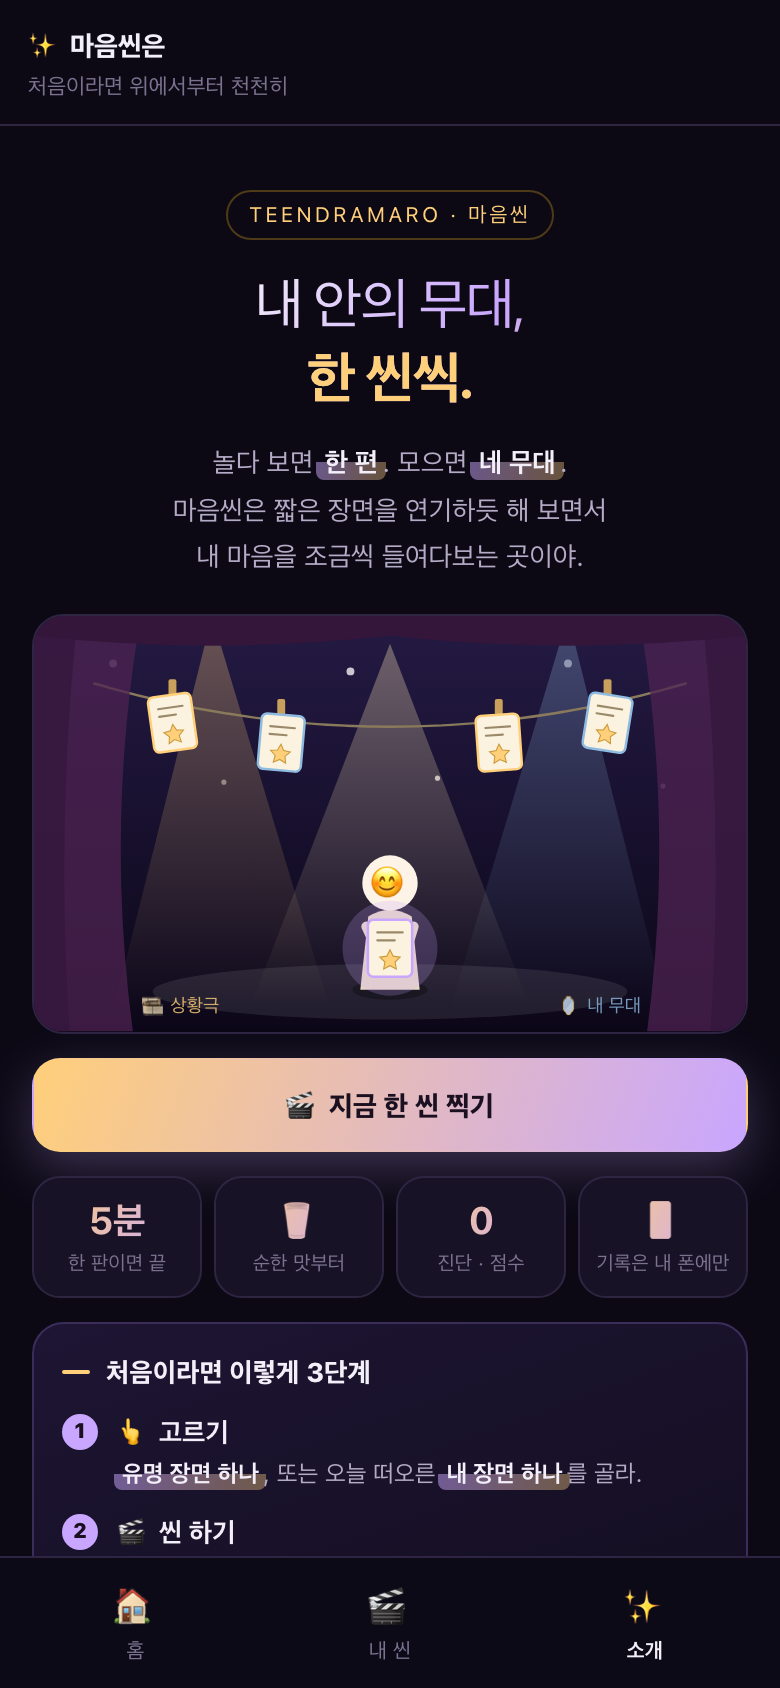 ✨ 마음씬은
처음이라면 위에서부터 천천히
TEENDRAMARO · 마음씬
내 안의 무대,
한 씬씩.
놀다 보면 한 편. 모으면 네 무대.
마음씬은 짧은 장면을 연기하듯 해 보면서
내 마음을 조금씩 들여다보는 곳이야.
🗃️ 상황극
🪞 내 무대
🎬 지금 한 씬 찍기
5분
한 판이면 끝
순한 맛부터
0
진단 · 점수
기록은 내 폰에만
처음이라면 이렇게 3단계
1 👆 고르기
유명 장면 하나, 또는 오늘 떠오른 내 장면 하나를 골라.
2 🎬 씬 하기
홈
내 씬
소개